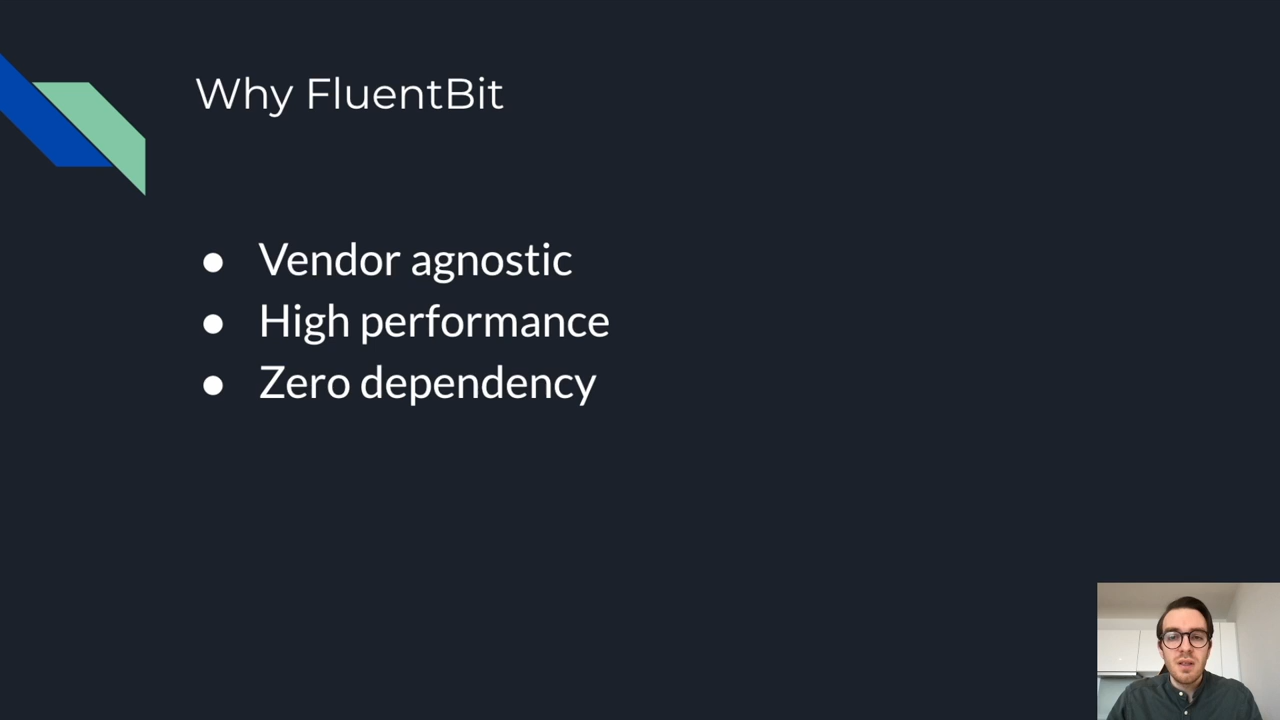 Why FluentBit
● Vendor agnostic
● High performance
● Zero dependency